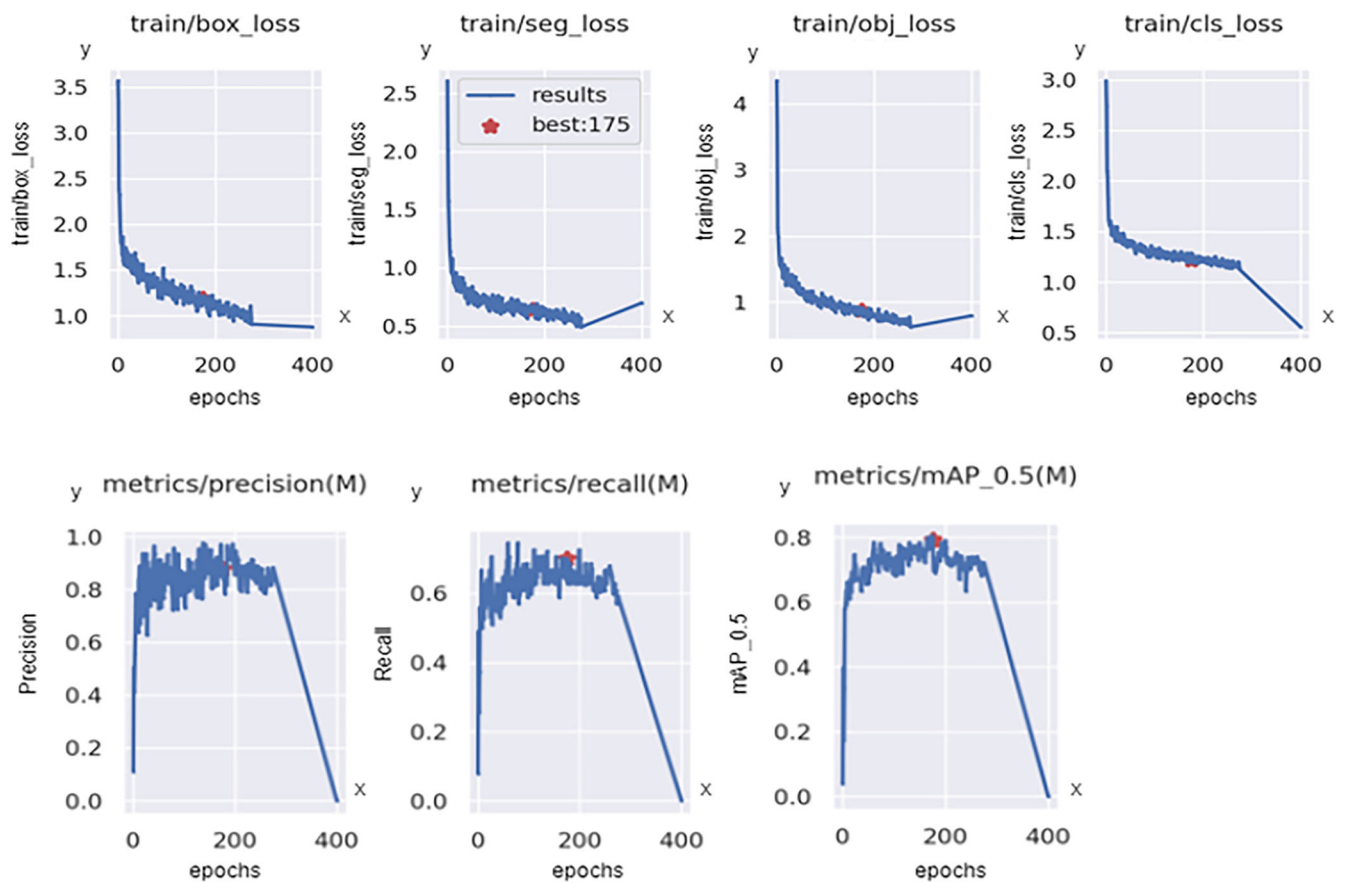 train/box_loss
train/seg_loss
train/obj_loss
train/cls_loss
y
y
y
y
train/box_loss
3.5
3.0
2.5
2.0
1.5
1.0
0
200
400
x
epochs
train/seg_loss
2.5
2.0
1.5
1.0
0.5
results
best:175
0
200
400
x
epochs
train/obj_loss
4
3
2
1
0
200
400
x
epochs
train/cls_loss
3.0
2.5
2.0
1.5
1.0
0.5
0
200
400
x
epochs
y
metrics/precision(M)
Precision
1.0
0.8
0.6
0.4
0.2
0.0
0
200
400
x
epochs
y
metrics/recall(M)
Recall
0.6
0.4
0.2
0.0
0
200
400
x
epochs
y
metrics/mAP_0.5(M)
mAP_0.5
0.8
0.6
0.4
0.2
0.0
0
200
400
x
epochs